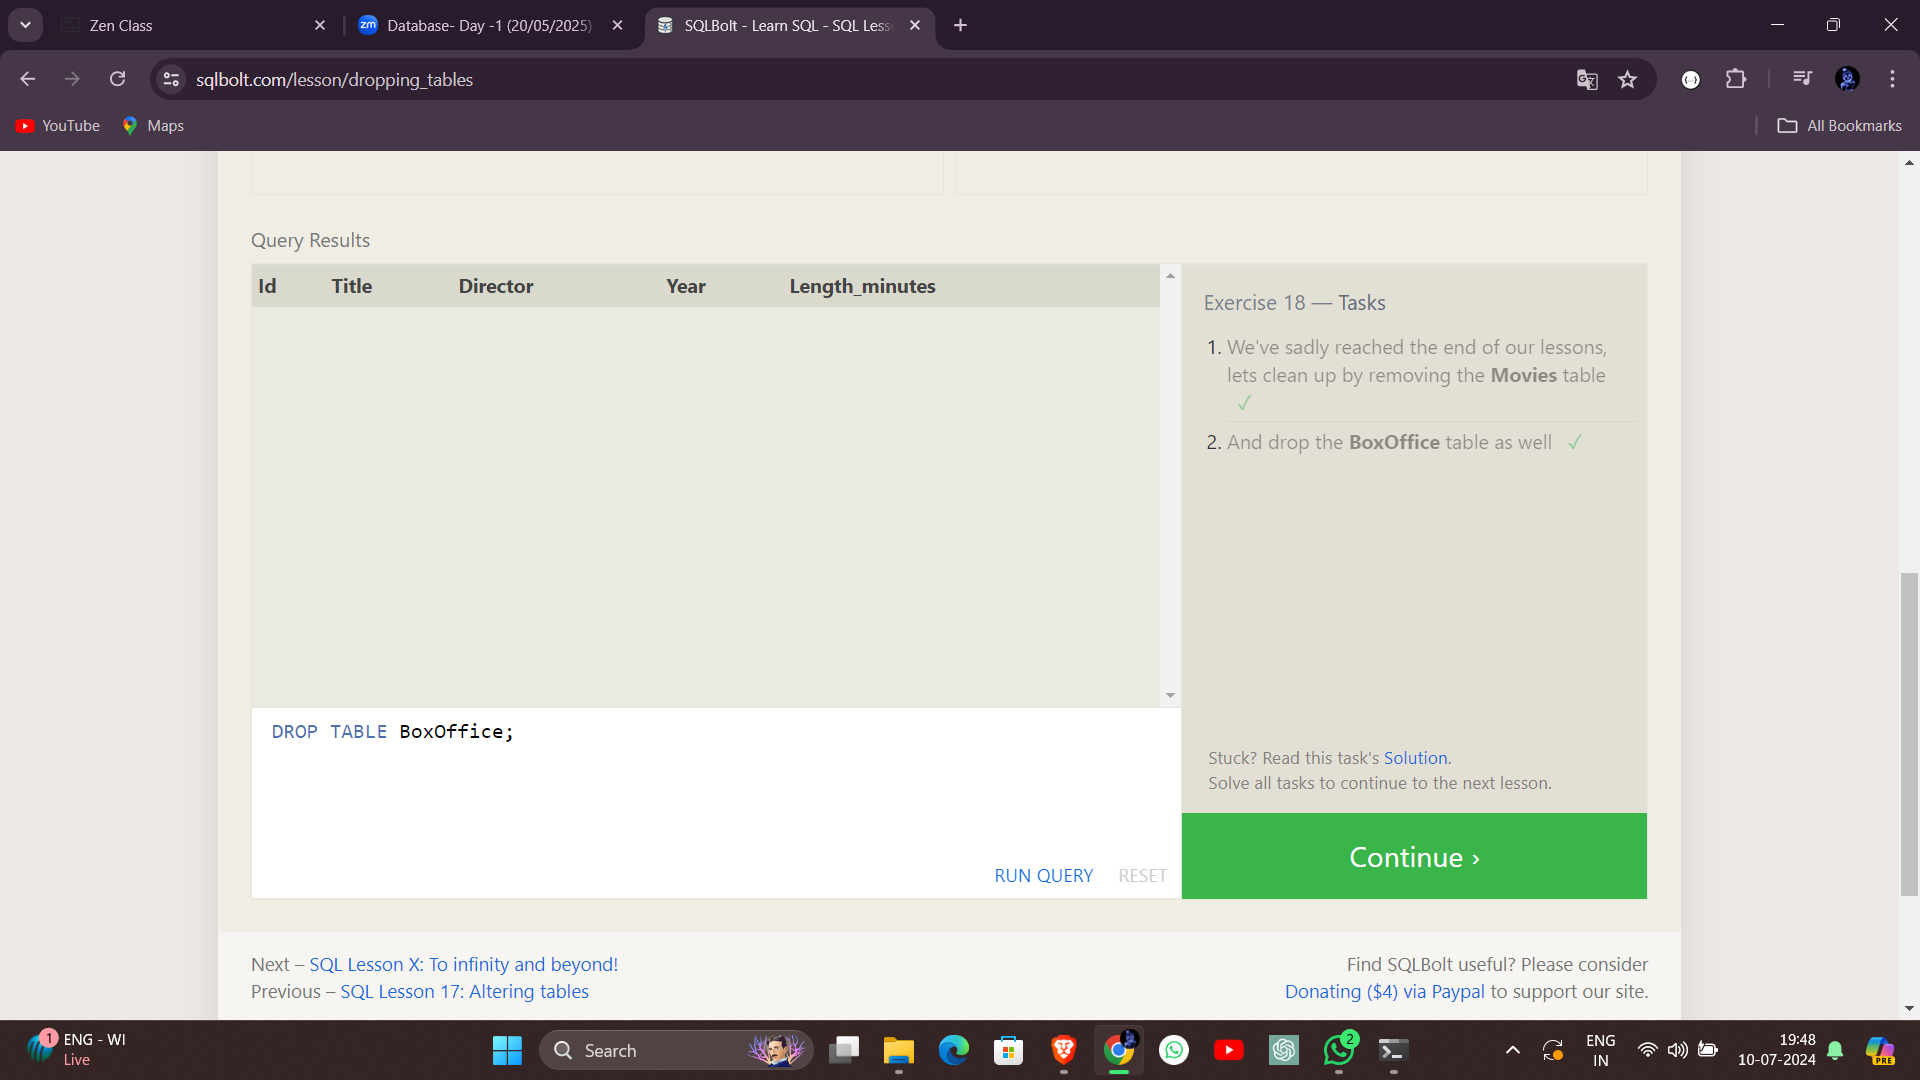 Zen Class
zm Database- Day -1 (20/05/2025)
SQLBolt - Learn SQL - SQL Less
sqlbolt.com/lesson/dropping_tables
YouTube
Maps
All Bookmarks
Query Results
Id Title Director Year Length_minutes
Exercise 18 — Tasks
1. We've sadly reached the end of our lessons,
lets clean up by removing the Movies table
✓
2. And drop the BoxOffice table as well ✓
DROP TABLE BoxOffice;
RUN QUERY RESET
Stuck? Read this task's Solution.
Solve all tasks to continue to the next lesson.
Continue ›
Next – SQL Lesson X: To infinity and beyond!
Previous – SQL Lesson 17: Altering tables
Find SQLBolt useful? Please consider
Donating ($4) via Paypal to support our site.
1
ENG - WI
Live
Search
2
ENG
IN
19:48
10-07-2024
PRE